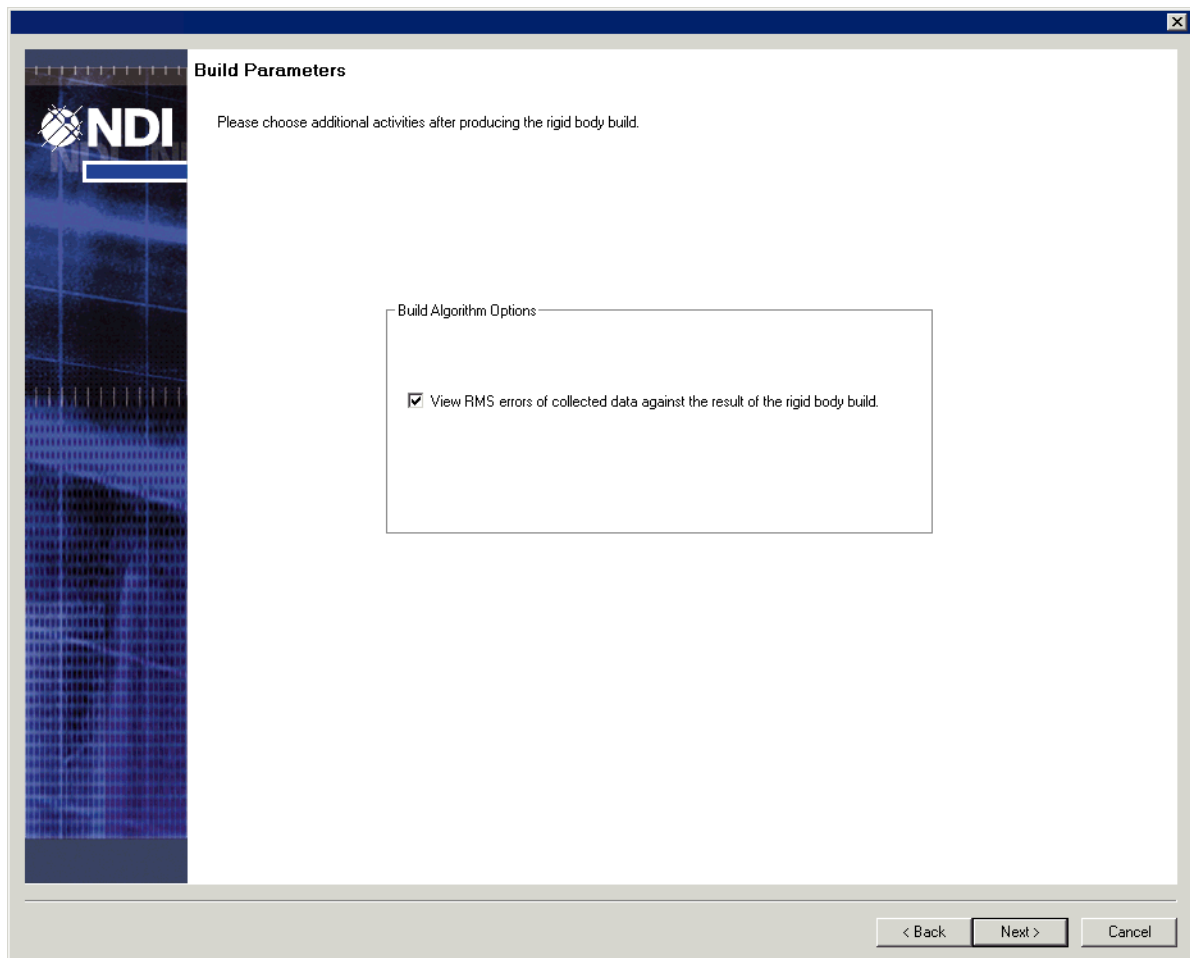 Build Parameters
NDI
Please choose additional activities after producing the rigid body build.
Build Algorithm Options
View RMS errors of collected data against the result of the rigid body build.
< Back
Next >
Cancel